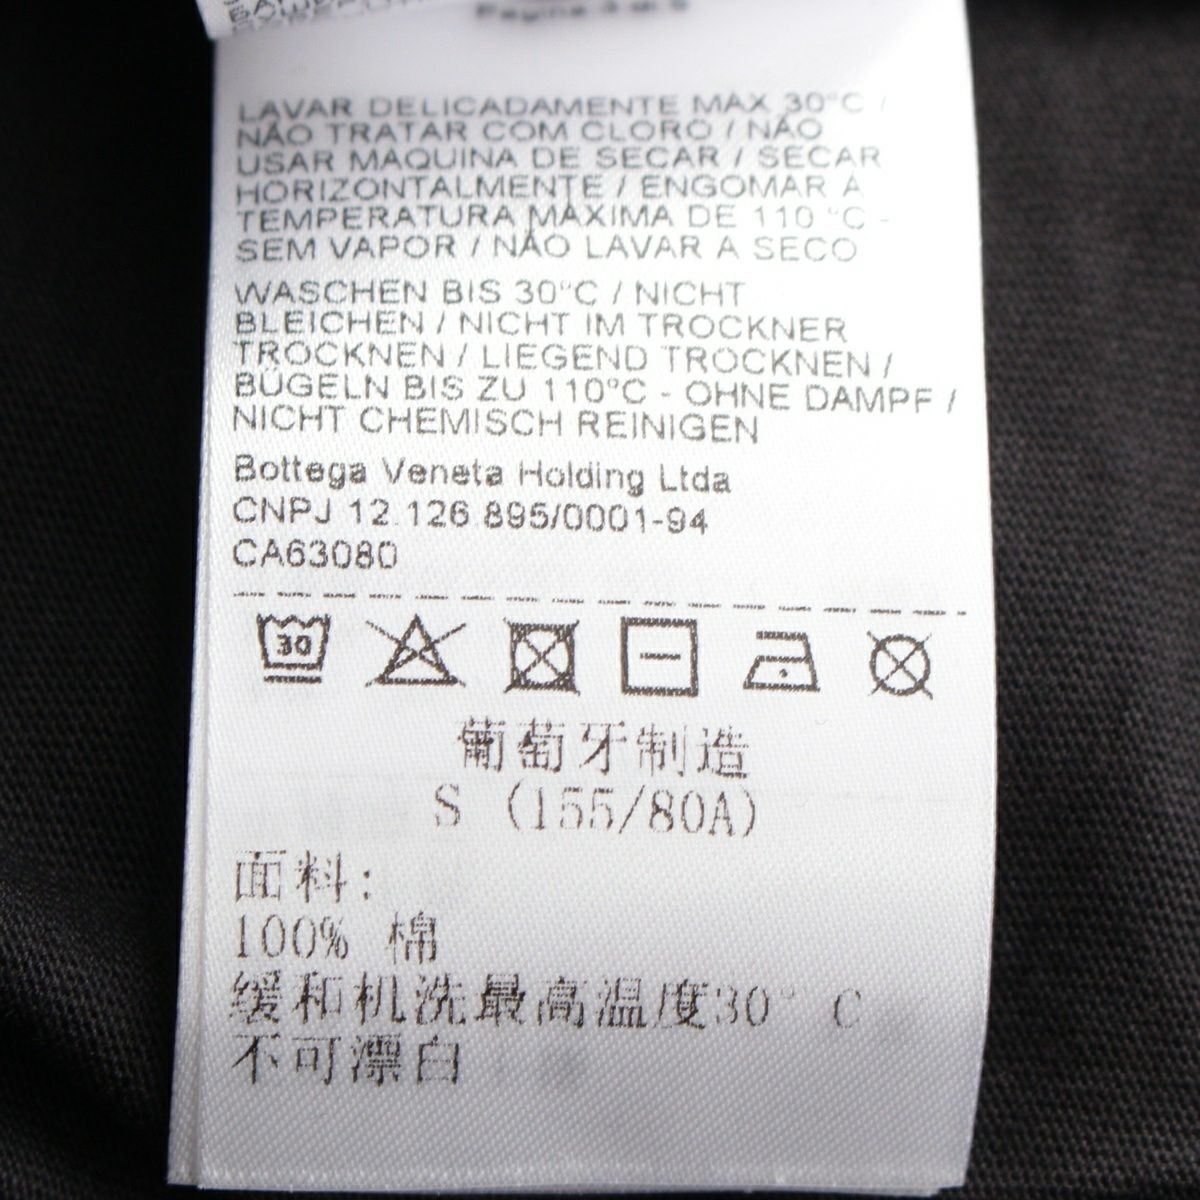 LAVAR DELICADAMENTE MÁX 30°C /
NÃO TRATAR COM CLORO / NÃO
USAR MÁQUINA DE SECAR / SECAR
HORIZONTALMENTE / ENGOMAR À
TEMPERATURA MÁXIMA DE 110 °C -
SEM VAPOR / NÃO LAVAR A SECO
WASCHEN BIS 30°C / NICHT
BLEICHEN / NICHT IM TROCKNER
TROCKNEN / LIEGEND TROCKNEN /
BÜGELN BIS ZU 110°C - OHNE DAMPF /
NICHT CHEMISCH REINIGEN
Bottega Veneta Holding Ltda
CNPJ 12.126.895/0001-94
CA63080
30
葡萄牙制造
S (155/80A)
面料:
100% 棉
缓和机洗最高温度30° C
不可漂白